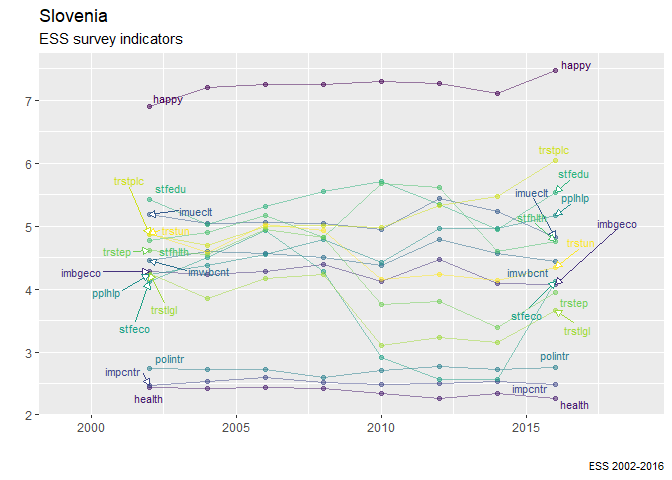 Slovenia
ESS survey indicators
happy
happy
7
trstplc
6
trstplc
stfedu
stfedu
imueclt
pplhlp
imueclt
5
trstun
stfhlth
imbgeco
trstep
stfhlth
trstun
imbgeco
imwbcnt
imwbcnt
4
pplhlp
trstlgl
trstep
stfeco
stfeco
trstlgl
3
polintr
polintr
impcntr
impcntr
health
health
2
2000
2005
2010
2015
ESS 2002-2016